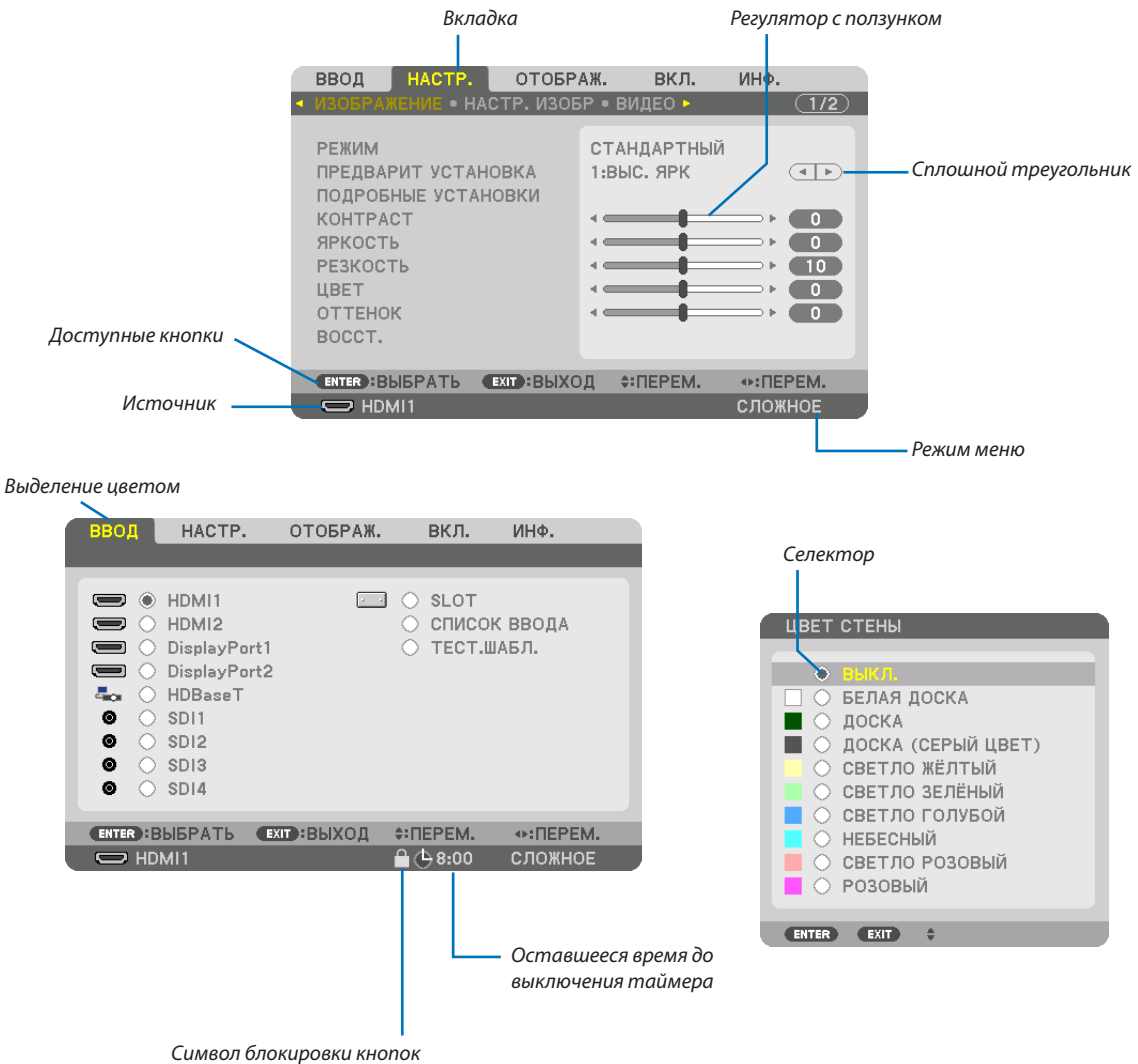 Вкладка
Регулятор с ползунком
ВВОД НАСТР. ОТОБРАЖ. ВКЛ. ИНФ.
ИЗОБРАЖЕНИЕ • НАСТР. ИЗОБР • ВИДЕО 1/2
РЕЖИМ СТАНДАРТНЫЙ
ПРЕДВАРИТ УСТАНОВКА 1:ВЫС. ЯРК
Сплошной треугольник
ПОДРОБНЫЕ УСТАНОВКИ
КОНТРАСТ 0
ЯРКОСТЬ 0
РЕЗКОСТЬ 10
ЦВЕТ 0
ОТТЕНОК 0
ВОССТ.
Доступные кнопки
ENTER :ВЫБРАТЬ EXIT :ВЫХОД :ПЕРЕМ. :ПЕРЕМ.
Источник
HDMI1 СЛОЖНОЕ
Режим меню
Выделение цветом
ВВОД НАСТР. ОТОБРАЖ. ВКЛ. ИНФ.
HDMI1 SLOT
HDMI2 СПИСОК ВВОДА
DisplayPort1 ТЕСТ.ШАБЛ.
DisplayPort2
HDBaseT
SDI1
SDI2
SDI3
SDI4
ENTER :ВЫБРАТЬ EXIT :ВЫХОД :ПЕРЕМ. :ПЕРЕМ.
HDMI1 8:00 СЛОЖНОЕ
Оставшееся время до
выключения таймера
Символ блокировки кнопок
Селектор
ЦВЕТ СТЕНЫ
ВЫКЛ.
БЕЛАЯ ДОСКА
ДОСКА
ДОСКА (СЕРЫЙ ЦВЕТ)
СВЕТЛО ЖЁЛТЫЙ
СВЕТЛО ЗЕЛЁНЫЙ
СВЕТЛО ГОЛУБОЙ
НЕБЕСНЫЙ
СВЕТЛО РОЗОВЫЙ
РОЗОВЫЙ
ENTER EXIT